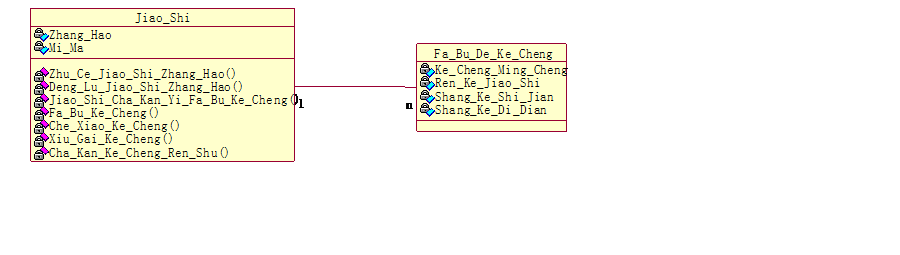 Jiao_Shi
Zhang_Hao
Mi_Ma
Zhu_Ce_Jiao_Shi_Zhang_Hao()
Deng_Lu_Jiao_Shi_Zhang_Hao()
Jiao_Shi_Cha_Kan_Yi_Fa_Bu_Ke_Cheng()
Fa_Bu_Ke_Cheng()
Che_Xiao_Ke_Cheng()
Xiu_Gai_Ke_Cheng()
Cha_Kan_Ke_Cheng_Ren_Shu()
1
n
Fa_Bu_De_Ke_Cheng
Ke_Cheng_Ming_Cheng
Ren_Ke_Jiao_Shi
Shang_Ke_Shi_Jian
Shang_Ke_Di_Dian